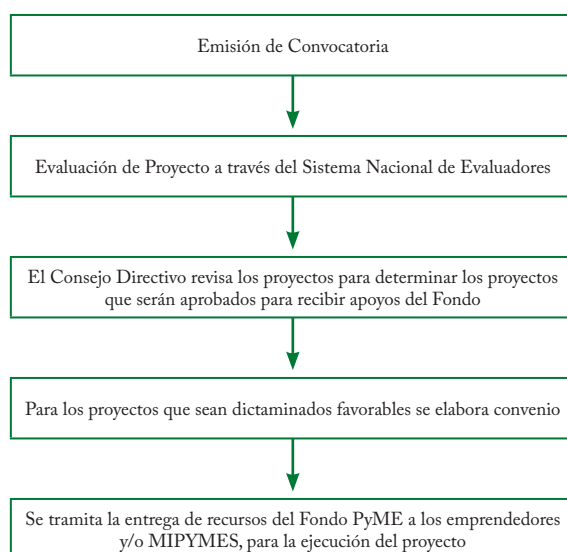 Emisión de Convocatoria
Evaluación de Proyecto a través del Sistema Nacional de Evaluadores
El Consejo Directivo revisa los proyectos para determinar los proyectos
que serán aprobados para recibir apoyos del Fondo
Para los proyectos que sean dictaminados favorables se elabora convenio
Se tramita la entrega de recursos del Fondo PyME a los emprendedores
y/o MIPYMES, para la ejecución del proyecto